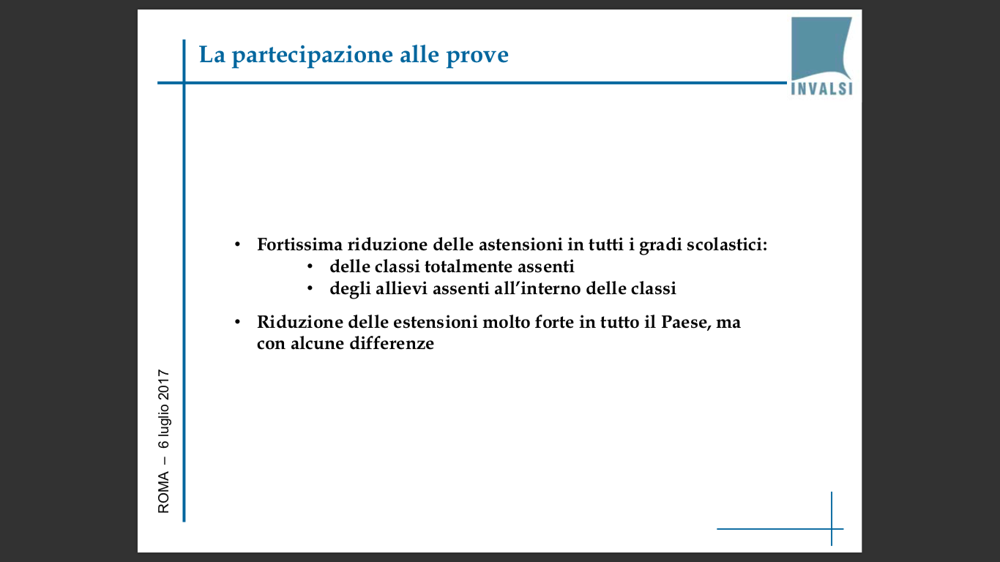 La partecipazione alle prove
INVALSI
• Fortissima riduzione delle astensioni in tutti i gradi scolastici:
• delle classi totalmente assenti
• degli allievi assenti all’interno delle classi
• Riduzione delle estensioni molto forte in tutto il Paese, ma
con alcune differenze
ROMA – 6 luglio 2017